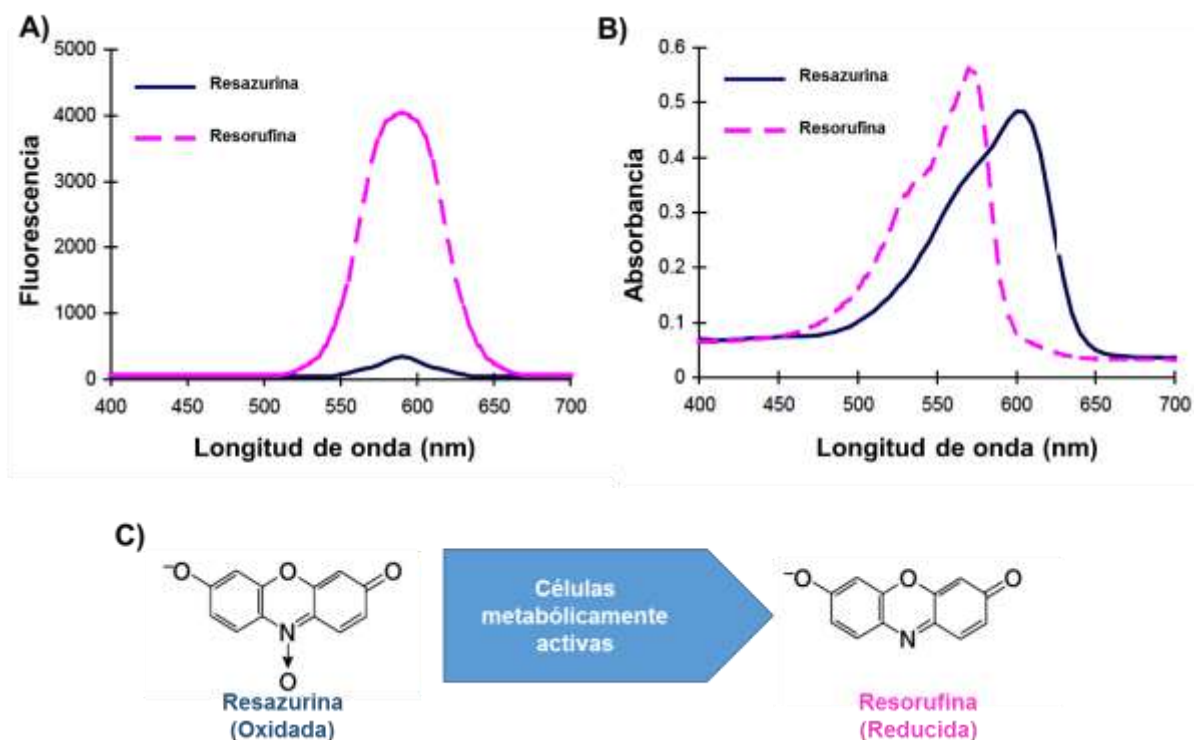 A)
5000
4000
3000
2000
1000
0
Fluorescencia
Resazurina
Resorufina
400 450 500 550 600 650 700
Longitud de onda (nm)
B)
0.6
0.5
0.4
0.3
0.2
0.1
0
Absorbancia
Resazurina
Resorufina
400 450 500 550 600 650 700
Longitud de onda (nm)
C)
⁻O O O
N
O
Resazurina
(Oxidada)
Células
metabólicamente
activas
⁻O O O
N
Resorufina
(Reducida)